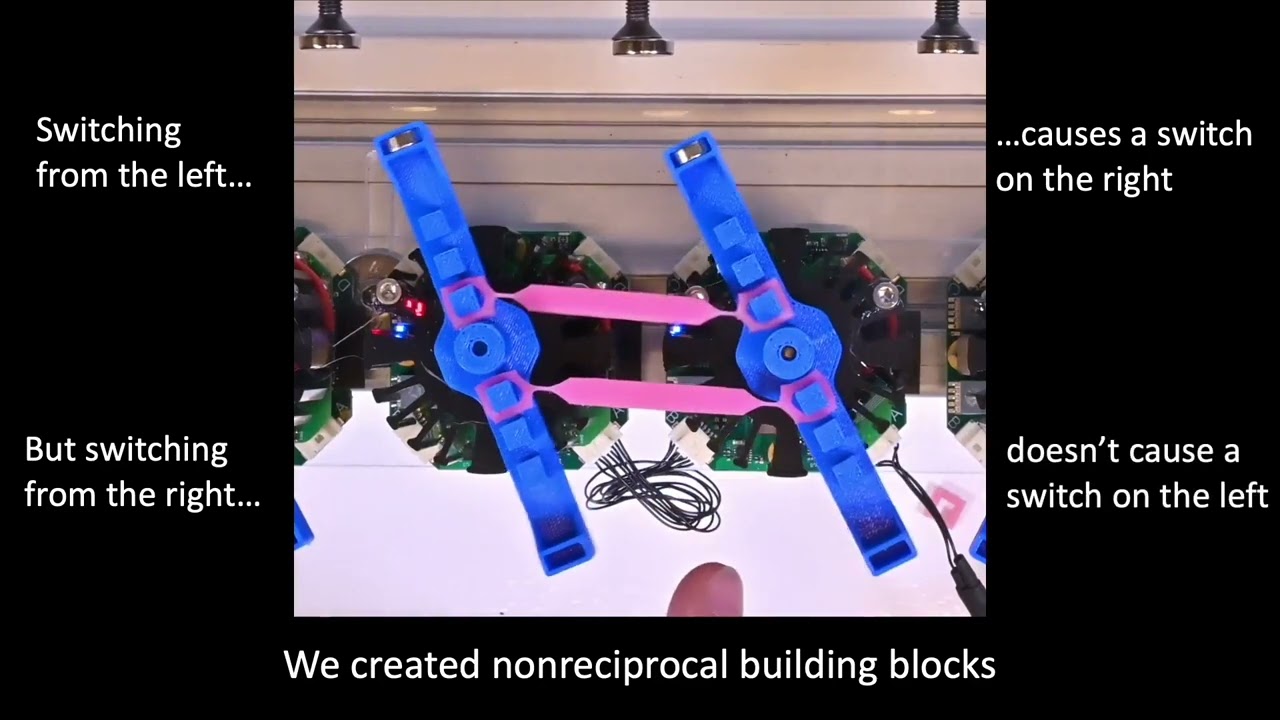 Switching
from the left…
…causes a switch
on the right
But switching
from the right…
doesn’t cause a
switch on the left
We created nonreciprocal building blocks